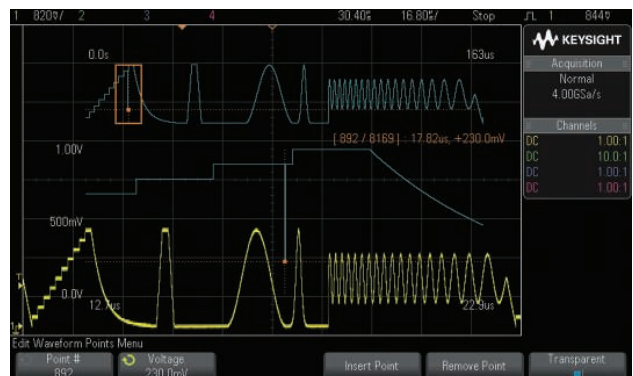 1 820▽/ 2 3 4 30.40s 16.80s/ Stop 1 844▽
KEYSIGHT
Acquisition
Normal
4.00GSa/s
Channels
DC 1.00:1
DC 10.0:1
DC 1.00:1
DC 1.00:1
0.0s 163us
[ 892 / 8169 ] : 17.82us, +230.0mV
1.00V
500mV
0.0V
12.7us 22.9us
Edit Waveform Points Menu
Point #
892
Voltage
230.0mV
Insert Point
Remove Point
Transparent